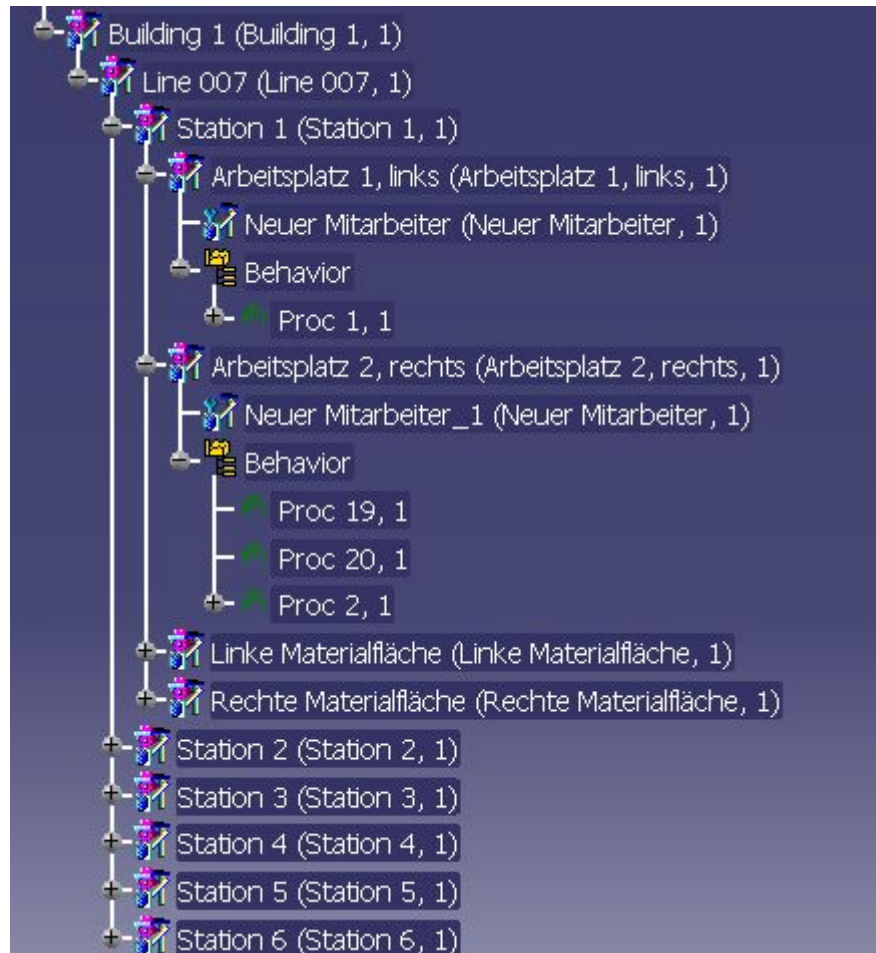 Building 1 (Building 1, 1)
Line 007 (Line 007, 1)
Station 1 (Station 1, 1)
Arbeitsplatz 1, links (Arbeitsplatz 1, links, 1)
Neuer Mitarbeiter (Neuer Mitarbeiter, 1)
Behavior
Proc 1, 1
Arbeitsplatz 2, rechts (Arbeitsplatz 2, rechts, 1)
Neuer Mitarbeiter_1 (Neuer Mitarbeiter, 1)
Behavior
Proc 19, 1
Proc 20, 1
Proc 2, 1
Linke Materialfläche (Linke Materialfläche, 1)
Rechte Materialfläche (Rechte Materialfläche, 1)
Station 2 (Station 2, 1)
Station 3 (Station 3, 1)
Station 4 (Station 4, 1)
Station 5 (Station 5, 1)
Station 6 (Station 6, 1)